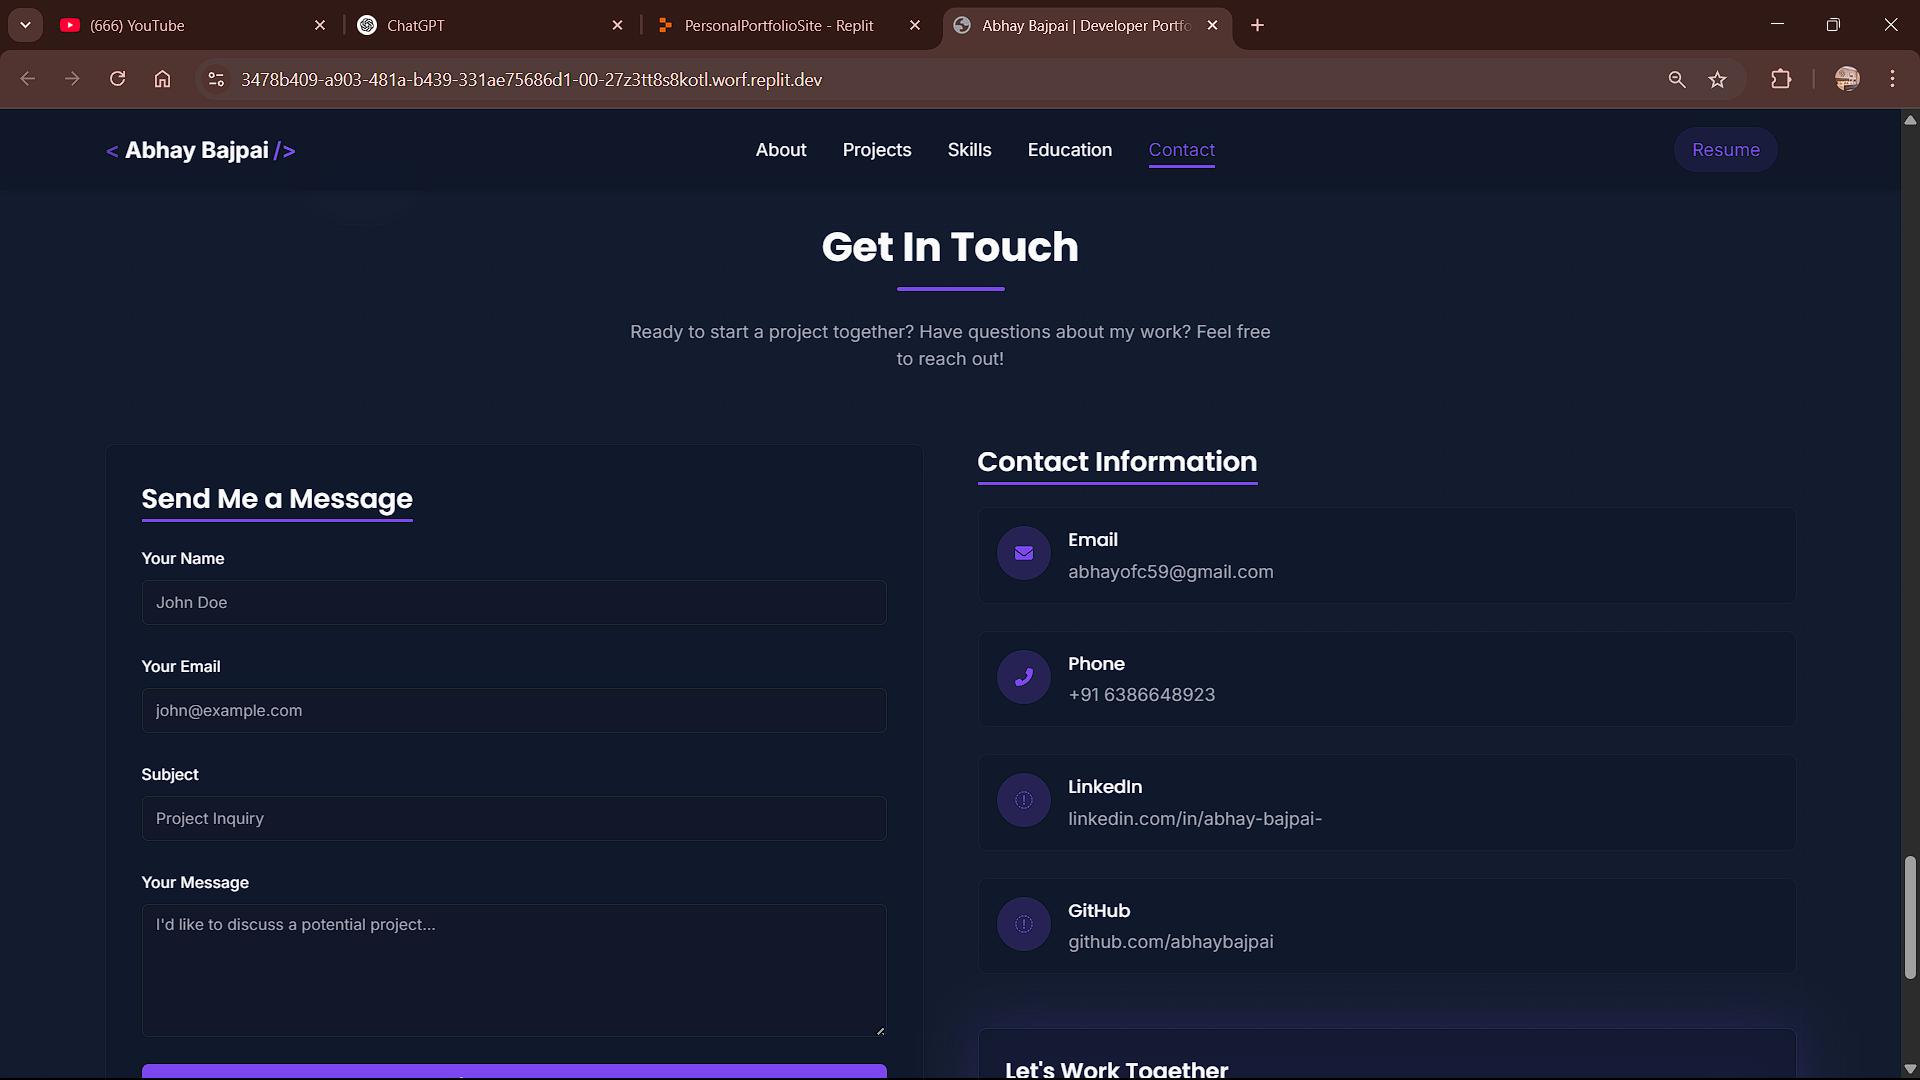 (666) YouTube
ChatGPT
PersonalPortfolioSite - Replit
Abhay Bajpai | Developer Portfo
3478b409-a903-481a-b439-331ae75686d1-00-27z3tt8s8kotl.worf.replit.dev
< Abhay Bajpai />
About
Projects
Skills
Education
Contact
Resume
Get In Touch
Ready to start a project together? Have questions about my work? Feel free
to reach out!
Send Me a Message
Your Name
John Doe
Your Email
john@example.com
Subject
Project Inquiry
Your Message
I'd like to discuss a potential project...
Contact Information
Email
abhayofc59@gmail.com
Phone
+91 6386648923
LinkedIn
linkedin.com/in/abhay-bajpai-
GitHub
github.com/abhaybajpai
Let's Work Together